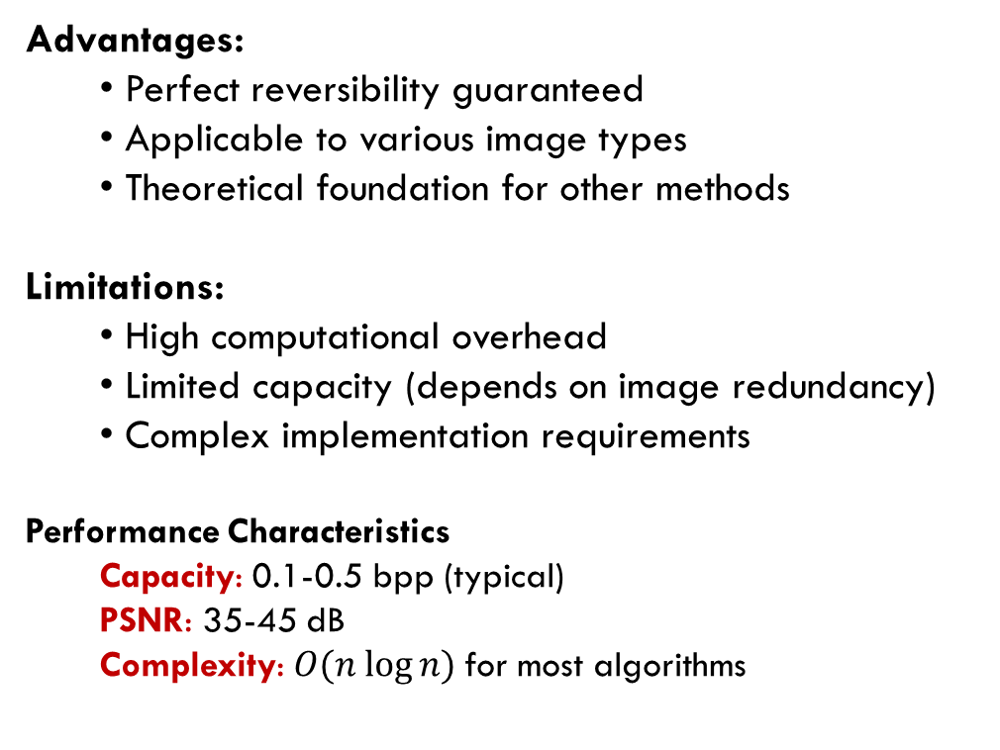 Advantages:
• Perfect reversibility guaranteed
• Applicable to various image types
• Theoretical foundation for other methods
Limitations:
• High computational overhead
• Limited capacity (depends on image redundancy)
• Complex implementation requirements
Performance Characteristics
Capacity: 0.1-0.5 bpp (typical)
PSNR: 35-45 dB
Complexity: 𝑂(𝑛 log 𝑛) for most algorithms